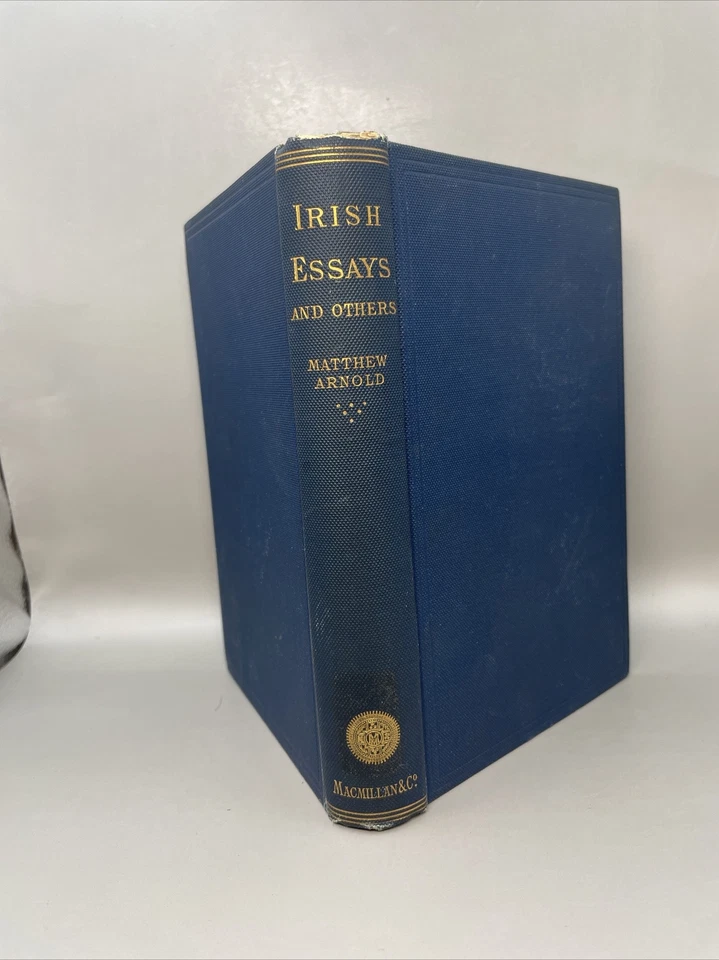 IRISH
ESSAYS
AND OTHERS
MATTHEW
ARNOLD
MACMILLAN & Cº